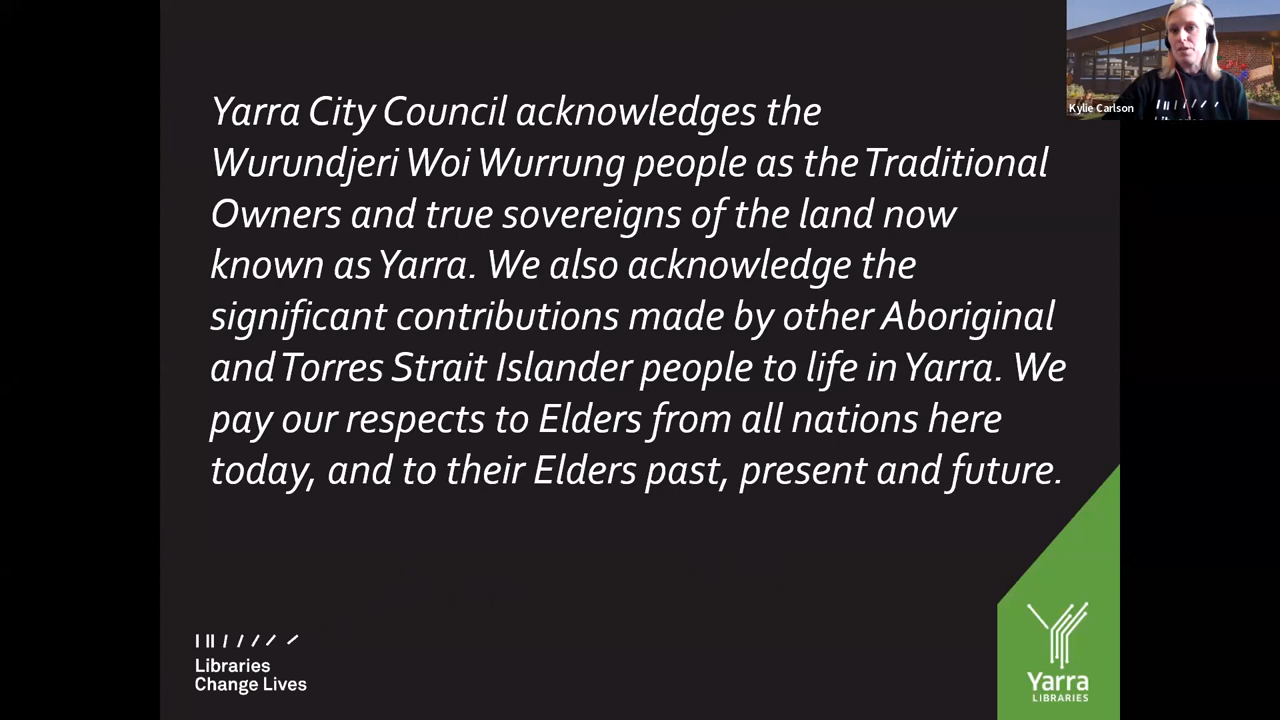 Yarra City Council acknowledges the
Wurundjeri Woi Wurrung people as the Traditional
Owners and true sovereigns of the land now
known as Yarra. We also acknowledge the
significant contributions made by other Aboriginal
and Torres Strait Islander people to life in Yarra. We
pay our respects to Elders from all nations here
today, and to their Elders past, present and future.
Kylie Carlson
Libraries
Change Lives
Yarra
LIBRARIES